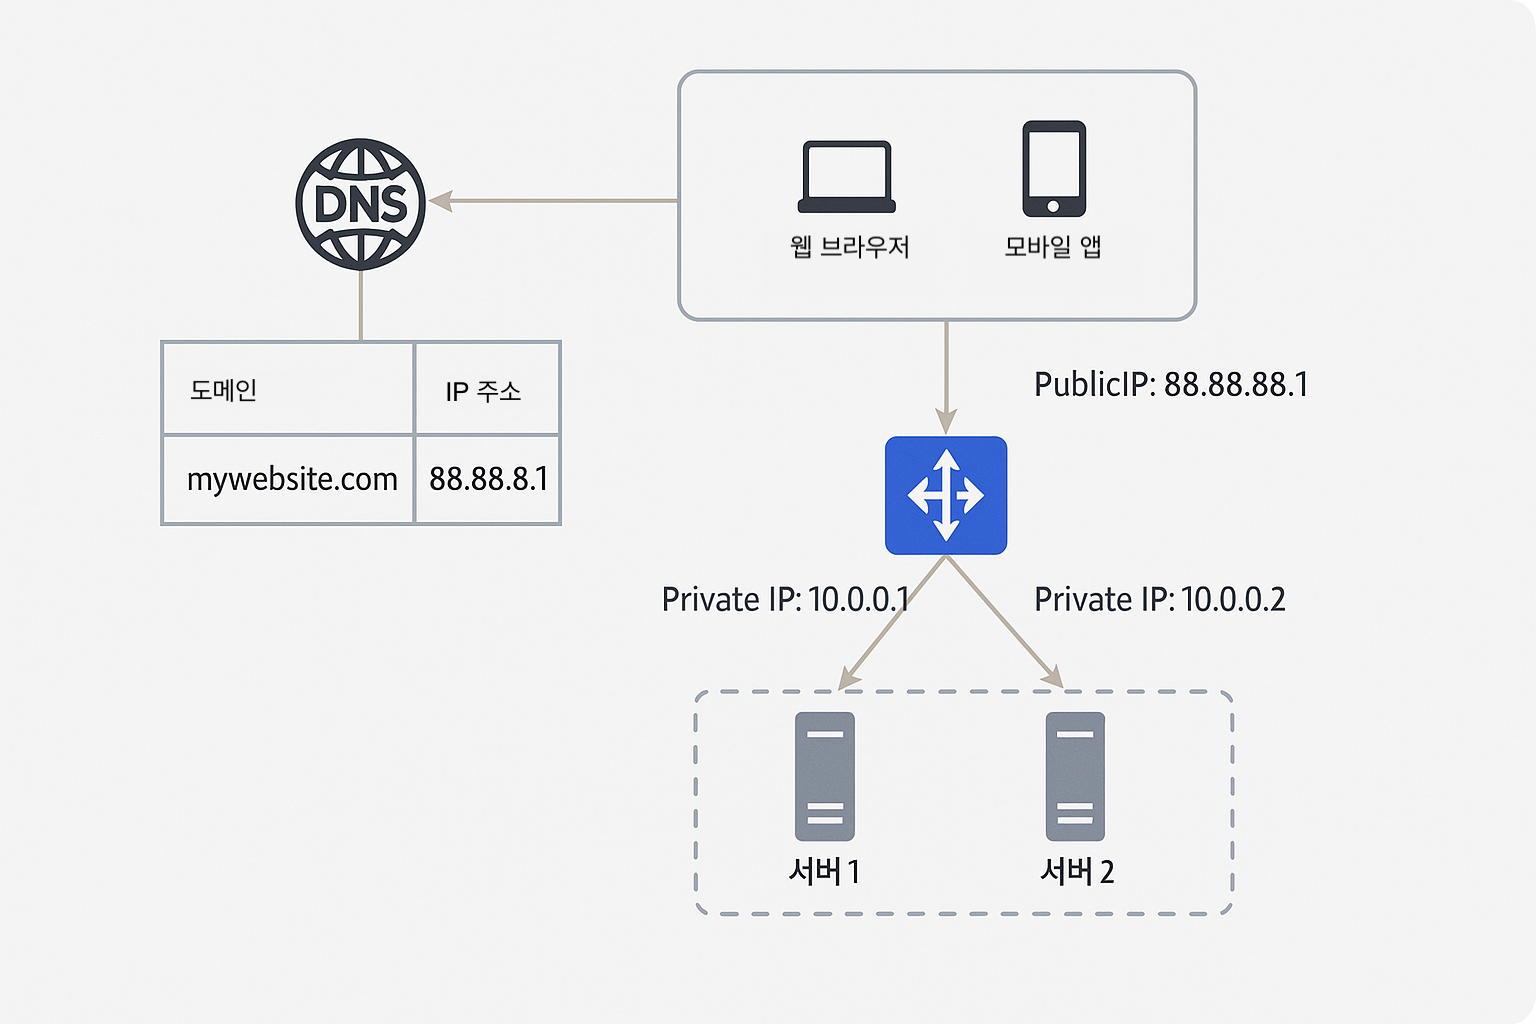 DNS
웹 브라우저
모바일 앱
도메인
IP 주소
mywebsite.com
88.88.8.1
PublicIP: 88.88.88.1
Private IP: 10.0.0.1
Private IP: 10.0.0.2
서버 1
서버 2